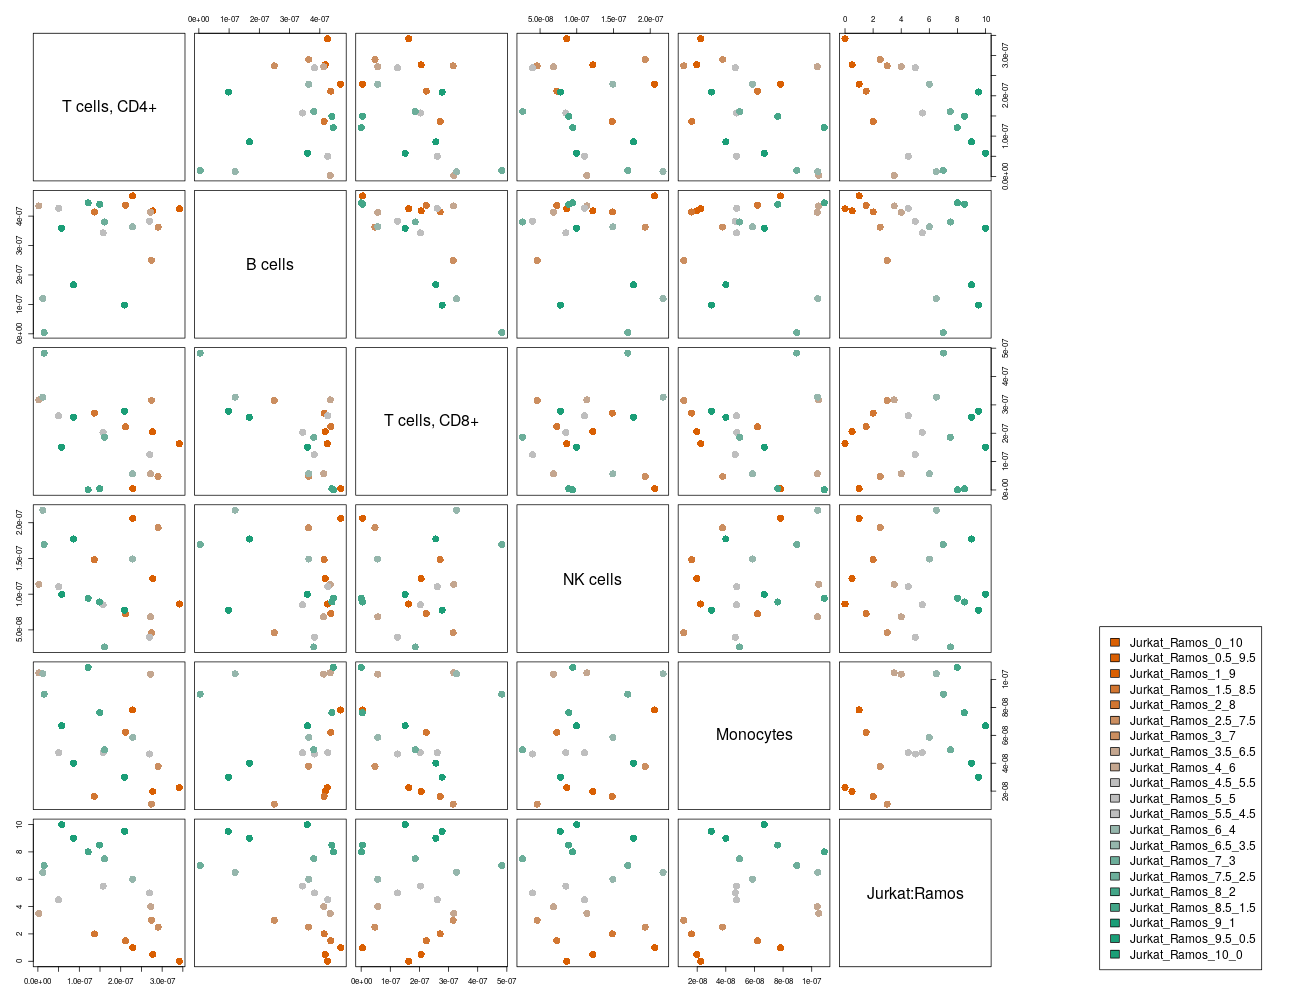 0e+00 1e-07 2e-07 3e-07 4e-07
5.0e-08 1.0e-07 1.5e-07 2.0e-07
0 2 4 6 8 10
T cells, CD4+
0.0e+00 1.0e-07 2.0e-07 3.0e-07
B cells
0e+00 1e-07 2e-07 3e-07 4e-07
T cells, CD8+
0e+00 1e-07 2e-07 3e-07 4e-07 5e-07
NK cells
5.0e-08 1.0e-07 1.5e-07 2.0e-07
Monocytes
2e-08 4e-08 6e-08 8e-08 1e-07
Jurkat:Ramos
0 2 4 6 8 10
0.0e+00 1.0e-07 2.0e-07 3.0e-07
0e+00 1e-07 2e-07 3e-07 4e-07 5e-07
2e-08 4e-08 6e-08 8e-08 1e-07
Jurkat_Ramos_0_10
Jurkat_Ramos_0.5_9.5
Jurkat_Ramos_1_9
Jurkat_Ramos_1.5_8.5
Jurkat_Ramos_2_8
Jurkat_Ramos_2.5_7.5
Jurkat_Ramos_3_7
Jurkat_Ramos_3.5_6.5
Jurkat_Ramos_4_6
Jurkat_Ramos_4.5_5.5
Jurkat_Ramos_5_5
Jurkat_Ramos_5.5_4.5
Jurkat_Ramos_6_4
Jurkat_Ramos_6.5_3.5
Jurkat_Ramos_7_3
Jurkat_Ramos_7.5_2.5
Jurkat_Ramos_8_2
Jurkat_Ramos_8.5_1.5
Jurkat_Ramos_9_1
Jurkat_Ramos_9.5_0.5
Jurkat_Ramos_10_0